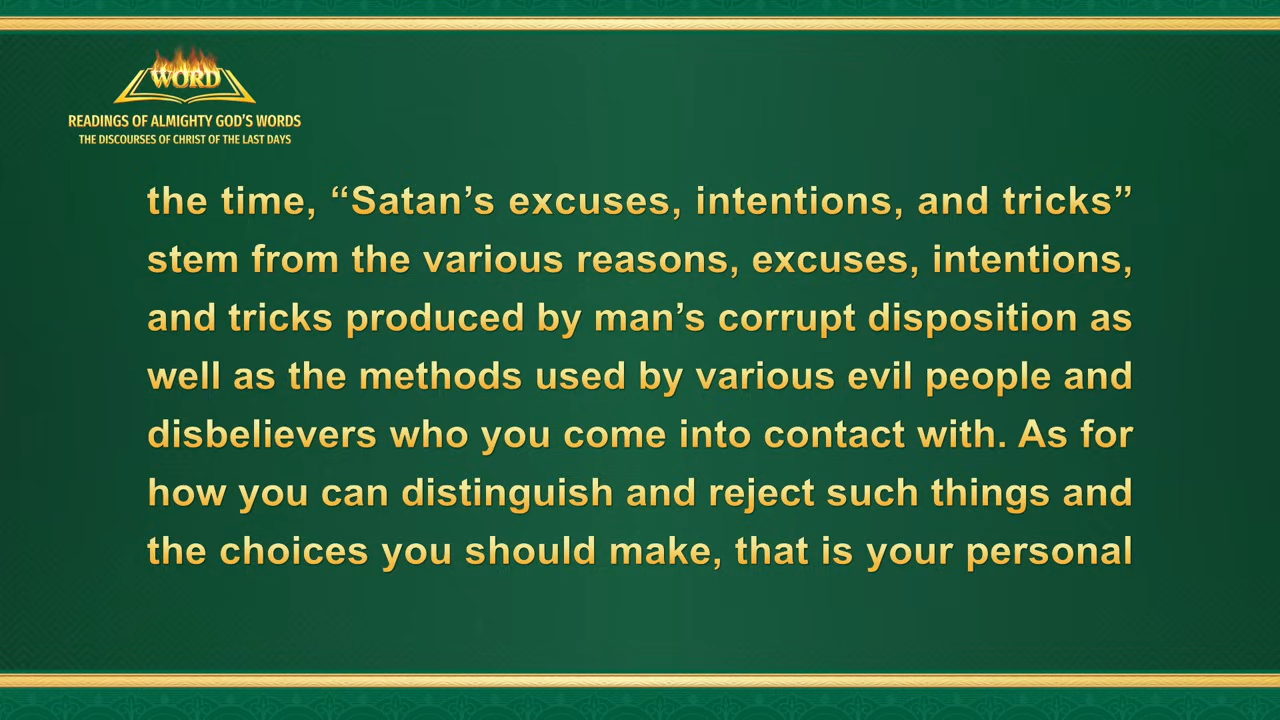 WORD
READINGS OF ALMIGHTY GOD'S WORDS
THE DISCOURSES OF CHRIST OF THE LAST DAYS
the time, “Satan’s excuses, intentions, and tricks”
stem from the various reasons, excuses, intentions,
and tricks produced by man’s corrupt disposition as
well as the methods used by various evil people and
disbelievers who you come into contact with. As for
how you can distinguish and reject such things and
the choices you should make, that is your personal